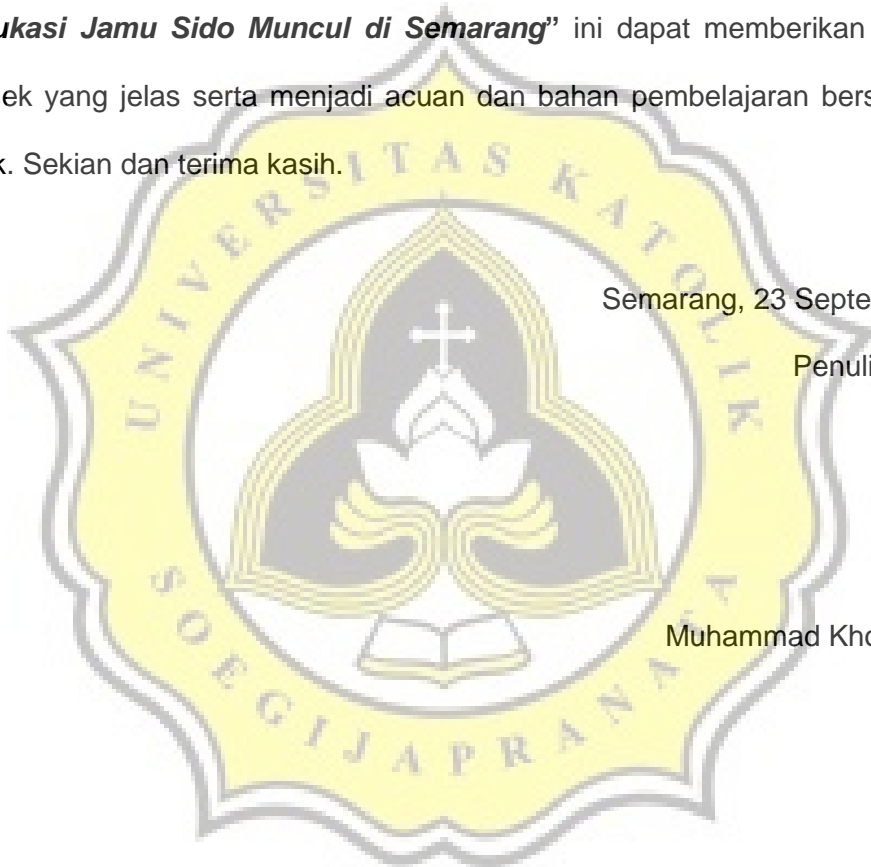 ukasi Jamu Sido Muncul di Semarang” ini dapat memberikan
ek yang jelas serta menjadi acuan dan bahan pembelajaran bers
k. Sekian dan terima kasih.
Semarang, 23 Septe
Penuli
Muhammad Kho
UNIVERSITAS KATOLIK
SOEGIJAPRANATA